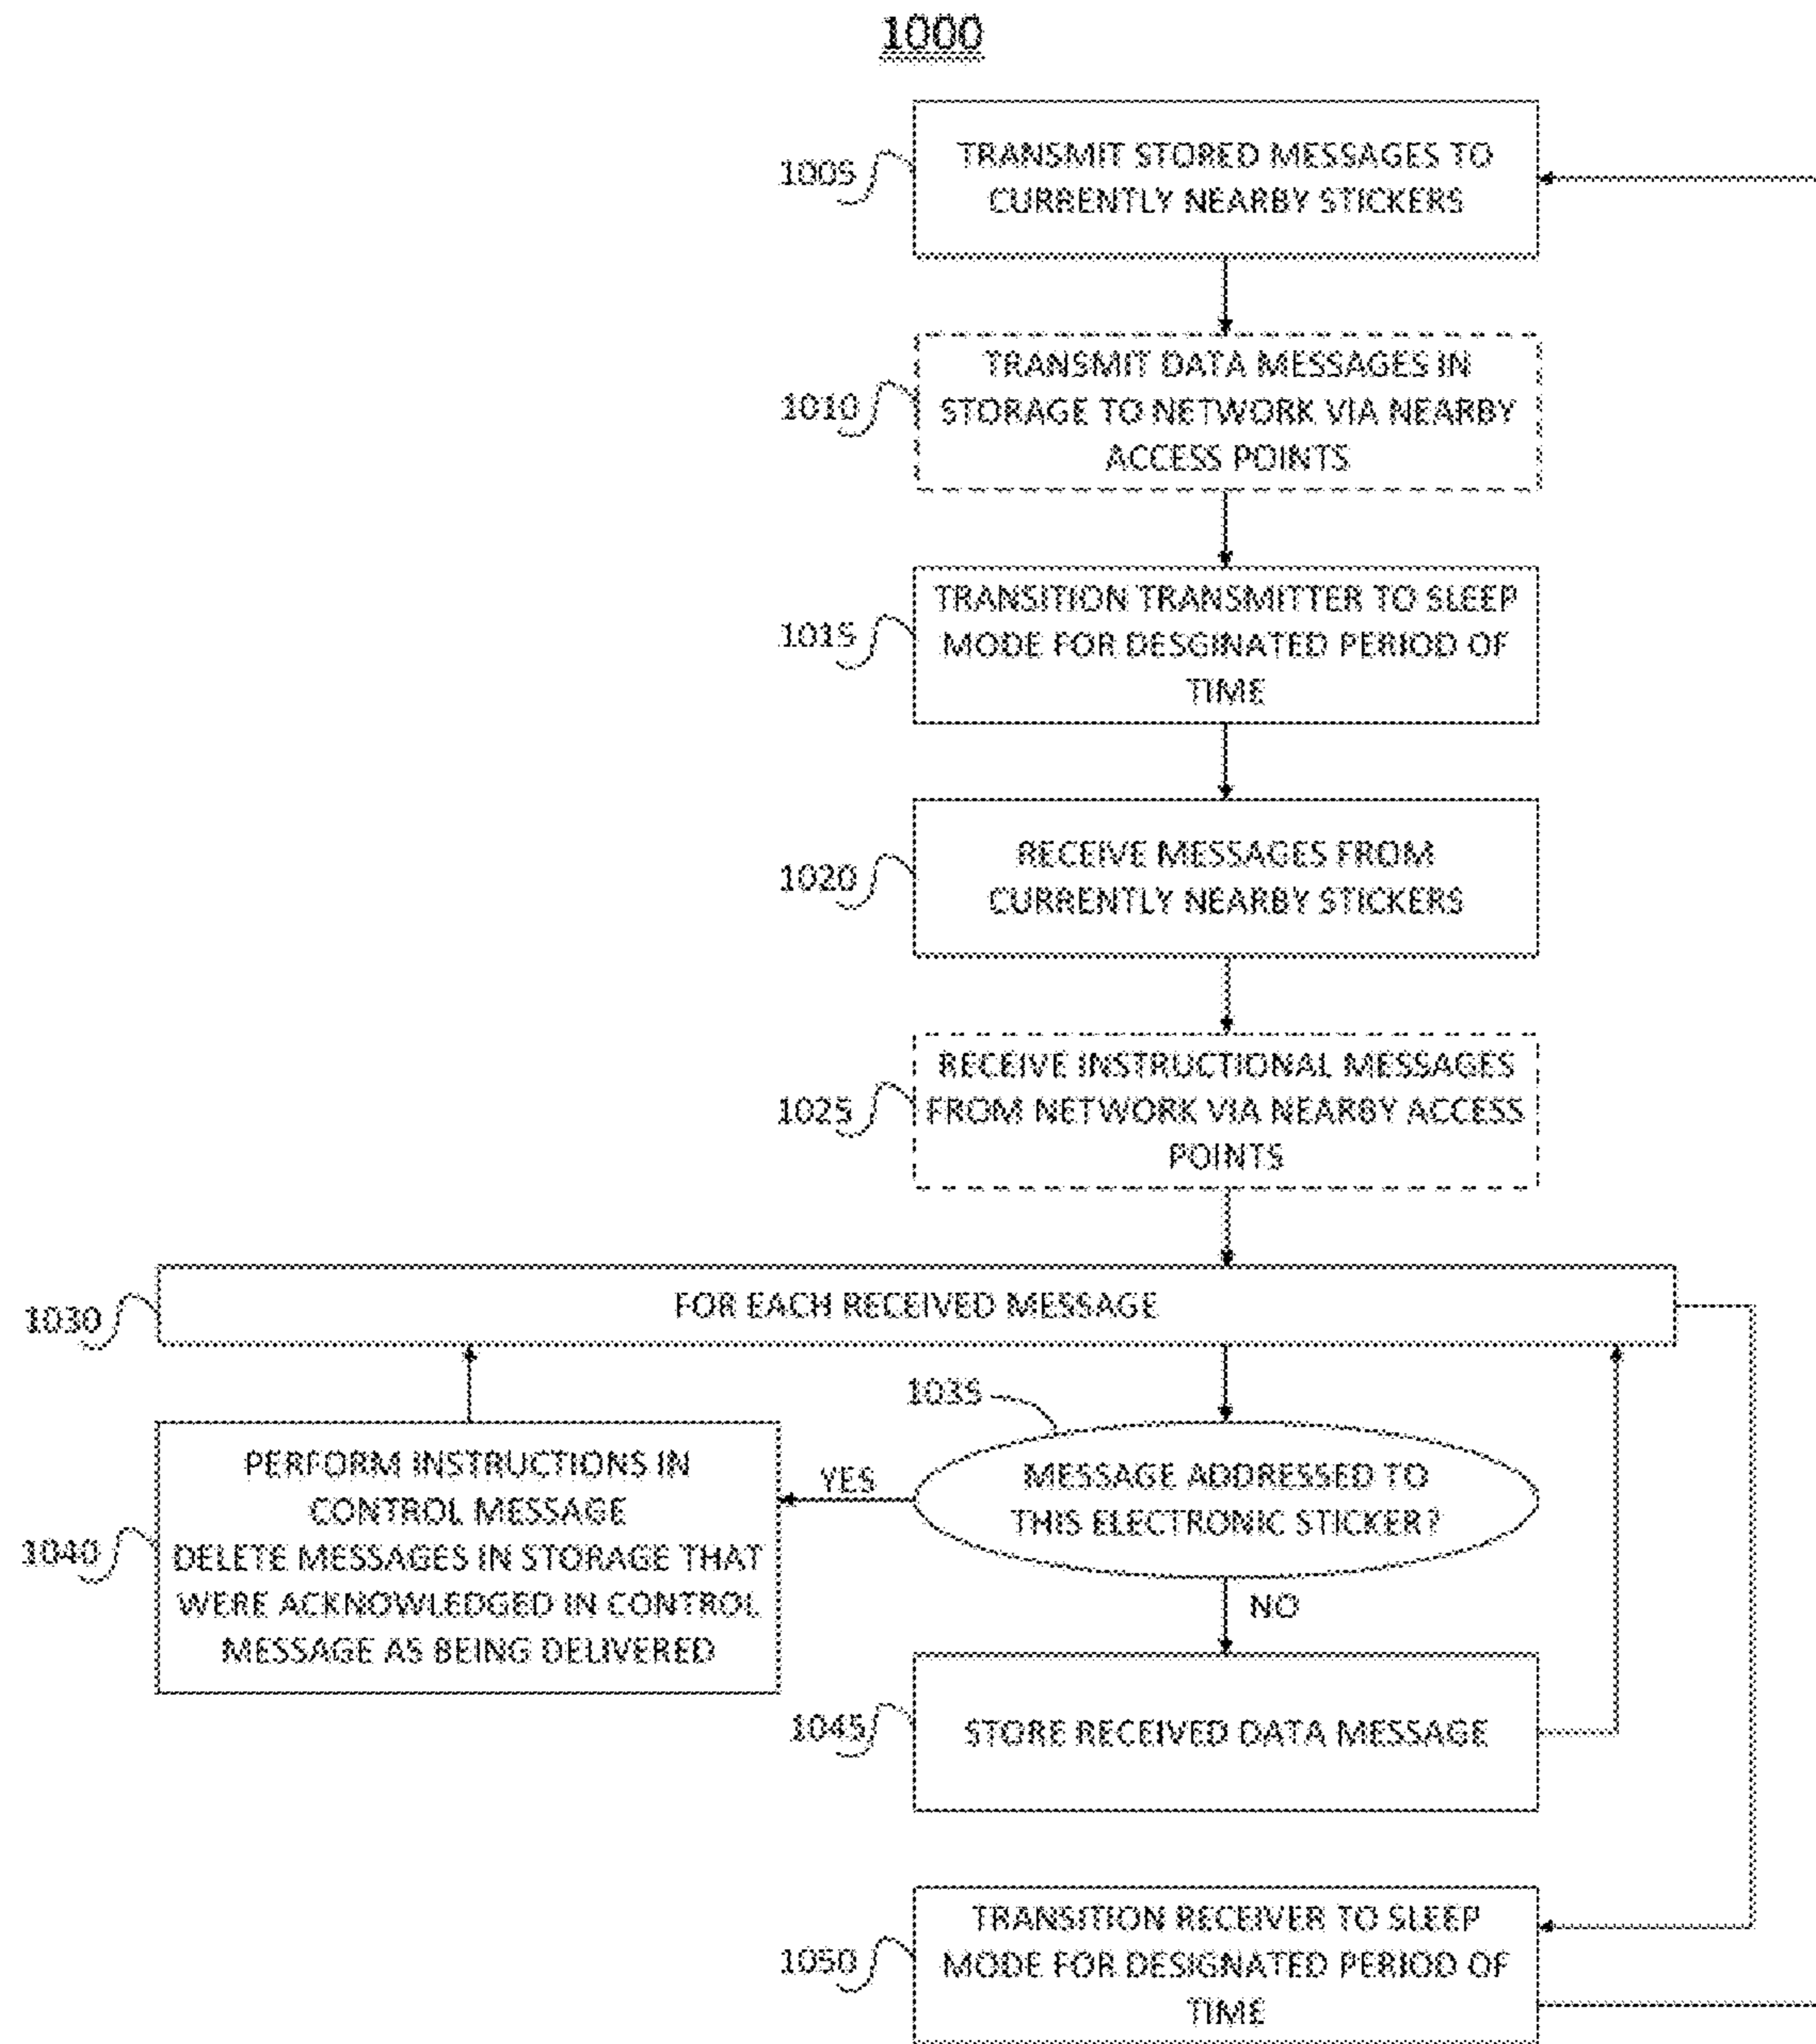 1000
1005
TRANSMIT STORED MESSAGES TO
CURRENTLY NEARBY STICKERS
1010
TRANSMIT DATA MESSAGES IN
STORAGE TO NETWORK VIA NEARBY
ACCESS POINTS
1015
TRANSITION TRANSMITTER TO SLEEP
MODE FOR DESGINATED PERIOD OF
TIME
1020
RECEIVE MESSAGES FROM
CURRENTLY NEARBY STICKERS
1025
RECEIVE INSTRUCTIONAL MESSAGES
FROM NETWORK VIA NEARBY ACCESS
POINTS
1030
FOR EACH RECEIVED MESSAGE
1035
MESSAGE ADDRESSED TO
THIS ELECTRONIC STICKER?
YES
NO
1040
PERFORM INSTRUCTIONS IN
CONTROL MESSAGE
DELETE MESSAGES IN STORAGE THAT
WERE ACKNOWLEDGED IN CONTROL
MESSAGE AS BEING DELIVERED
1045
STORE RECEIVED DATA MESSAGE
1050
TRANSITION RECEIVER TO SLEEP
MODE FOR DESIGNATED PERIOD OF
TIME